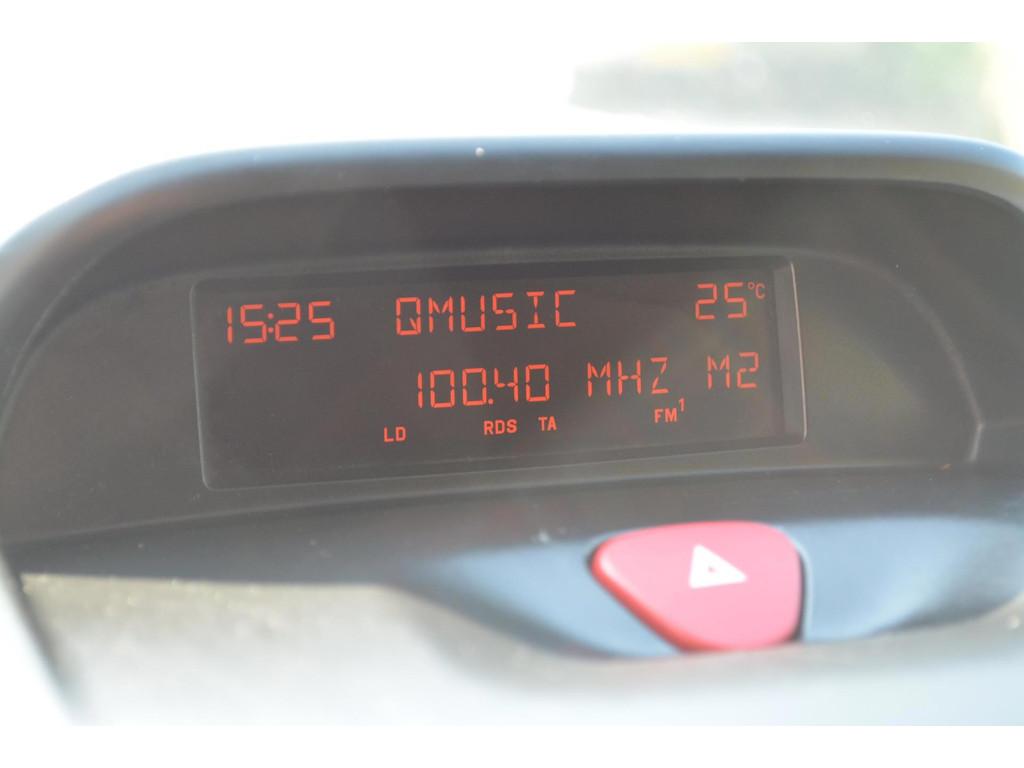 15:25 QMUSIC 25°C
100.40 MHZ M2
LD RDS TA FM1